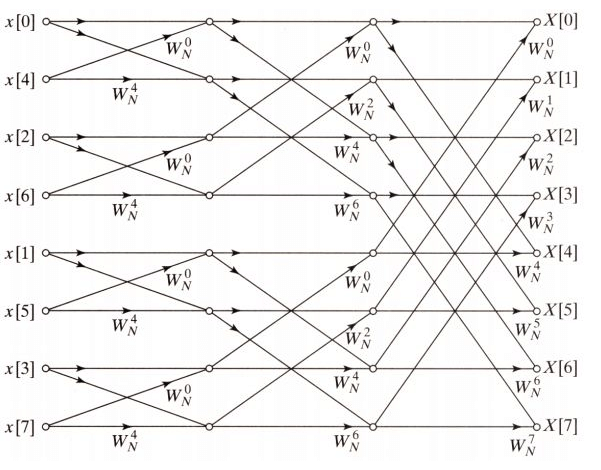 x[0] X[0]
W_N^0 W_N^0 W_N^0
x[4] X[1]
W_N^4 W_N^2 W_N^1
x[2] X[2]
W_N^0 W_N^4 W_N^2
x[6] X[3]
W_N^4 W_N^6 W_N^3
x[1] X[4]
W_N^0 W_N^0 W_N^4
x[5] X[5]
W_N^4 W_N^2 W_N^5
x[3] X[6]
W_N^0 W_N^4 W_N^6
x[7] X[7]
W_N^4 W_N^6 W_N^7